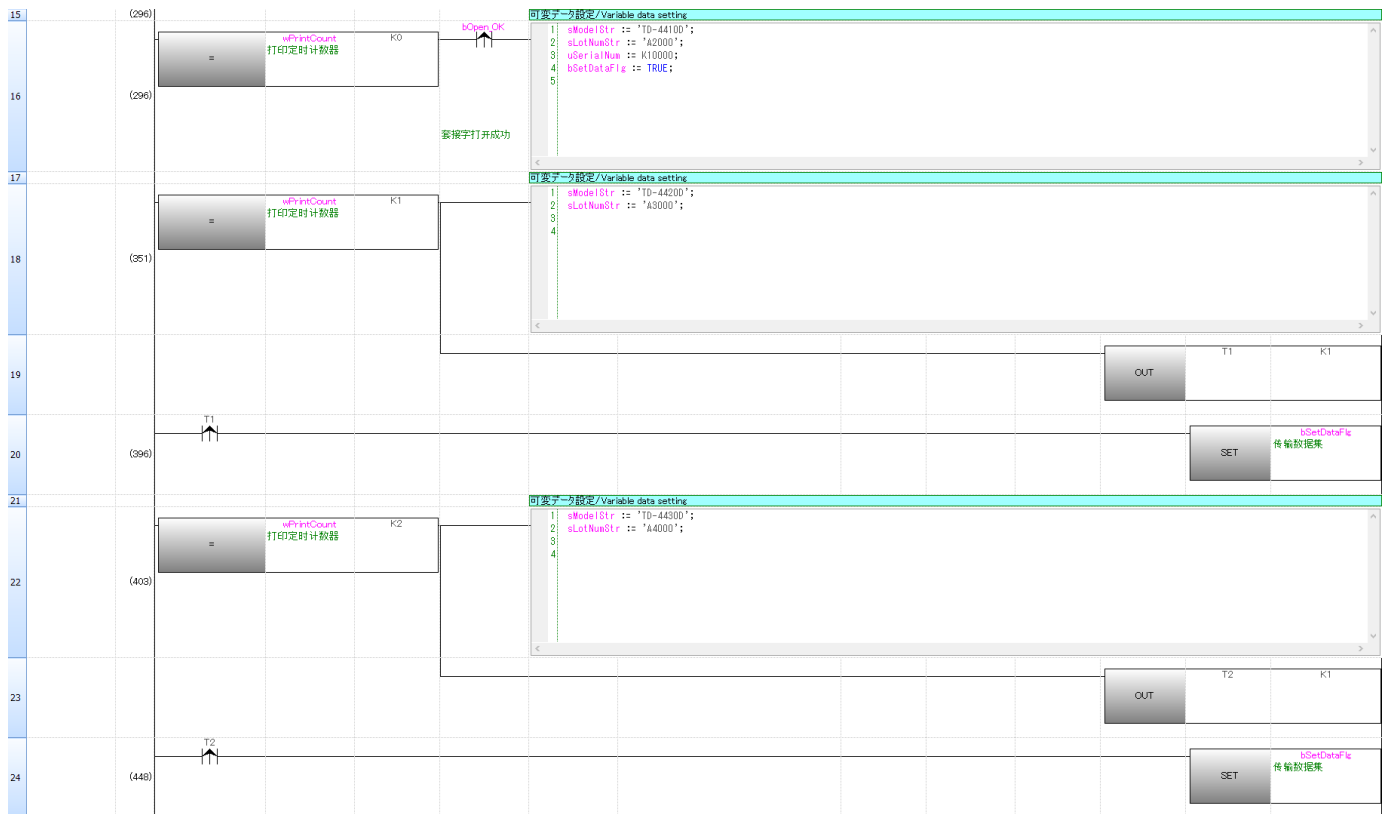 15 (296) 可変データ設定/Variable data setting
= wPrintCount K0
打印定时计数器
bOpen_OK
套接字打开成功
1 sModelStr := 'TD-4410D';
2 sLotNumStr := 'A2000';
3 uSerialNum := K10000;
4 bSetDataFlg := TRUE;
5
16 (296)
17 可変データ設定/Variable data setting
= wPrintCount K1
打印定时计数器
1 sModelStr := 'TD-4420D';
2 sLotNumStr := 'A3000';
3
4
18 (351)
19 OUT T1 K1
T1
20 (396) SET bSetDataFlg
传输数据集
21 可変データ設定/Variable data setting
= wPrintCount K2
打印定时计数器
1 sModelStr := 'TD-4430D';
2 sLotNumStr := 'A4000';
3
4
22 (403)
23 OUT T2 K1
T2
24 (448) SET bSetDataFlg
传输数据集